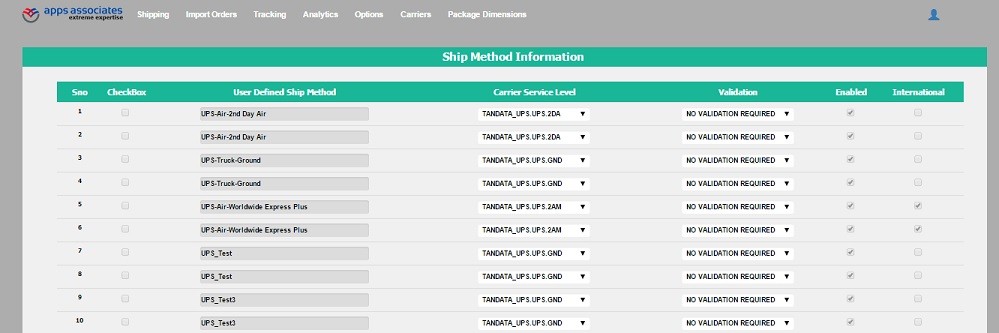 apps associates Shipping Import Orders Tracking Analytics Options Carriers Package Dimensions
extreme expertise
Ship Method Information
Sno CheckBox User Defined Ship Method Carrier Service Level Validation Enabled International
1 UPS-Air-2nd Day Air TANDATA_UPS.UPS.2DA NO VALIDATION REQUIRED
2 UPS-Air-2nd Day Air TANDATA_UPS.UPS.2DA NO VALIDATION REQUIRED
3 UPS-Truck-Ground TANDATA_UPS.UPS.GND NO VALIDATION REQUIRED
4 UPS-Truck-Ground TANDATA_UPS.UPS.GND NO VALIDATION REQUIRED
5 UPS-Air-Worldwide Express Plus TANDATA_UPS.UPS.2AM NO VALIDATION REQUIRED
6 UPS-Air-Worldwide Express Plus TANDATA_UPS.UPS.2AM NO VALIDATION REQUIRED
7 UPS_Test TANDATA_UPS.UPS.GND NO VALIDATION REQUIRED
8 UPS_Test TANDATA_UPS.UPS.GND NO VALIDATION REQUIRED
9 UPS_Test3 TANDATA_UPS.UPS.GND NO VALIDATION REQUIRED
10 UPS_Test3 TANDATA_UPS.UPS.GND NO VALIDATION REQUIRED